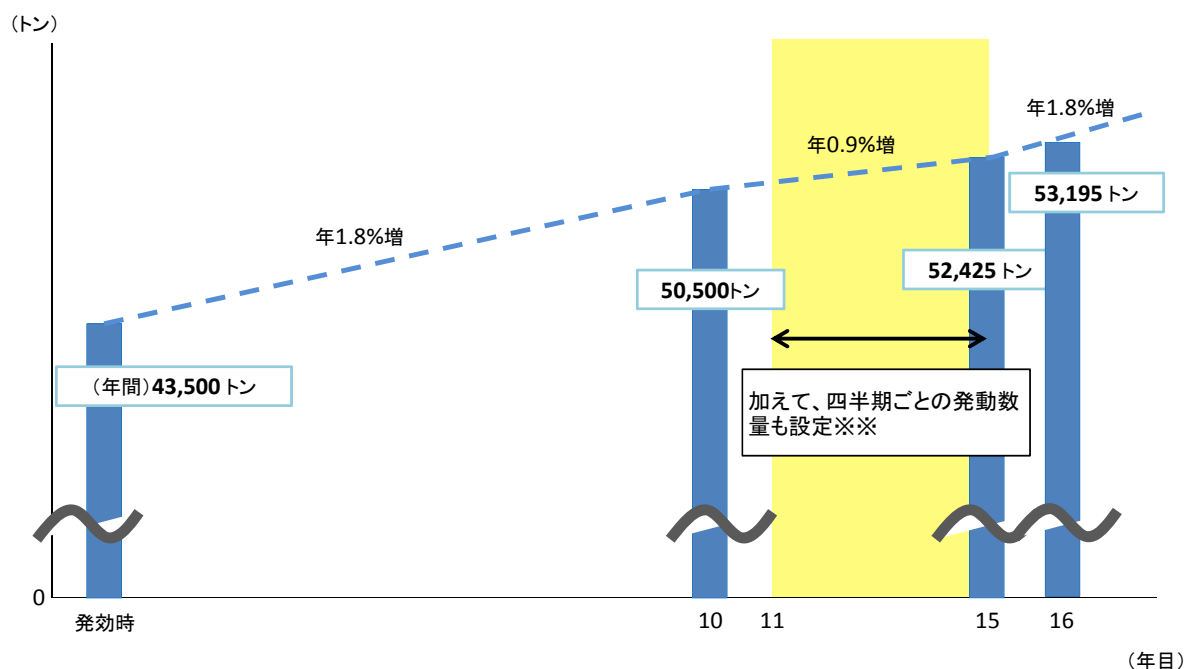 (トン)
年1.8%増
年0.9%増
53,195 トン
年1.8%増
52,425 トン
50,500トン
(年間)43,500 トン
加えて、四半期ごとの発動数
量も設定※※
0
発効時
10
11
15
16
(年目)